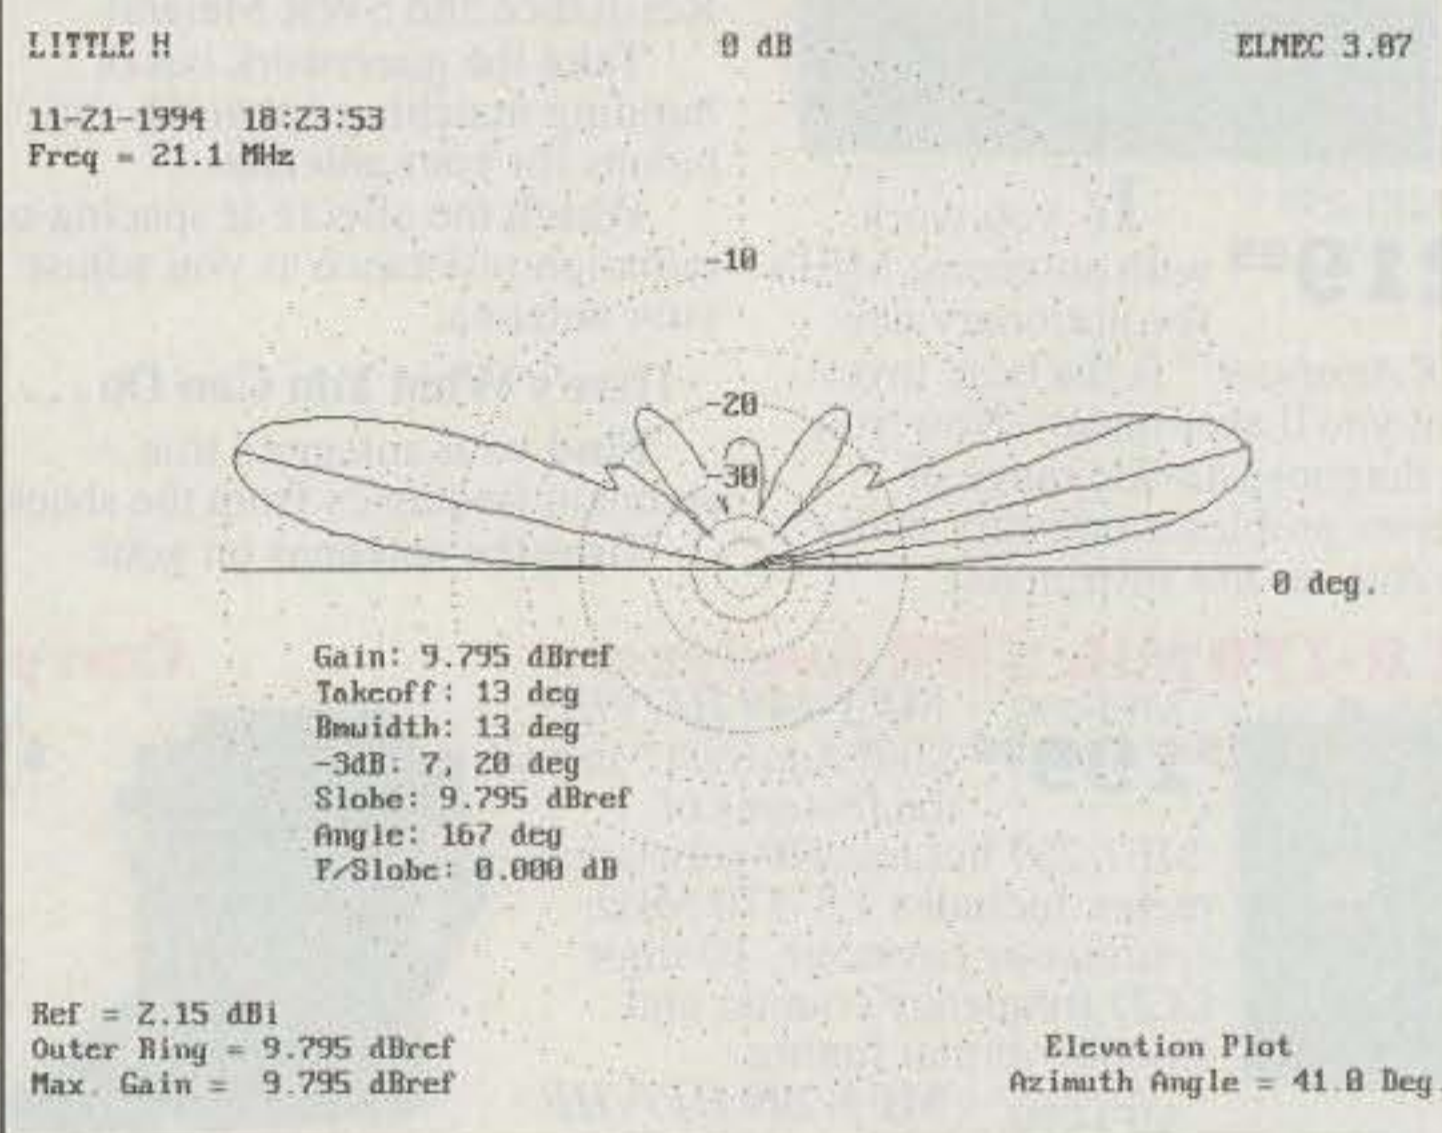 LITTLE H
0 dB
ELNEC 3.07
11-21-1994 18:23:53
Freq = 21.1 MHz
-10
-20
-30
0 deg.
Gain: 9.795 dBref
Takeoff: 13 deg
Bmwidth: 13 deg
-3dB: 7, 20 deg
Slobe: 9.795 dBref
Angle: 167 deg
F/Slobe: 0.000 dB
Ref = 2.15 dBi
Outer Ring = 9.795 dBref
Max. Gain = 9.795 dBref
Elevation Plot
Azimuth Angle = 41.0 Deg.